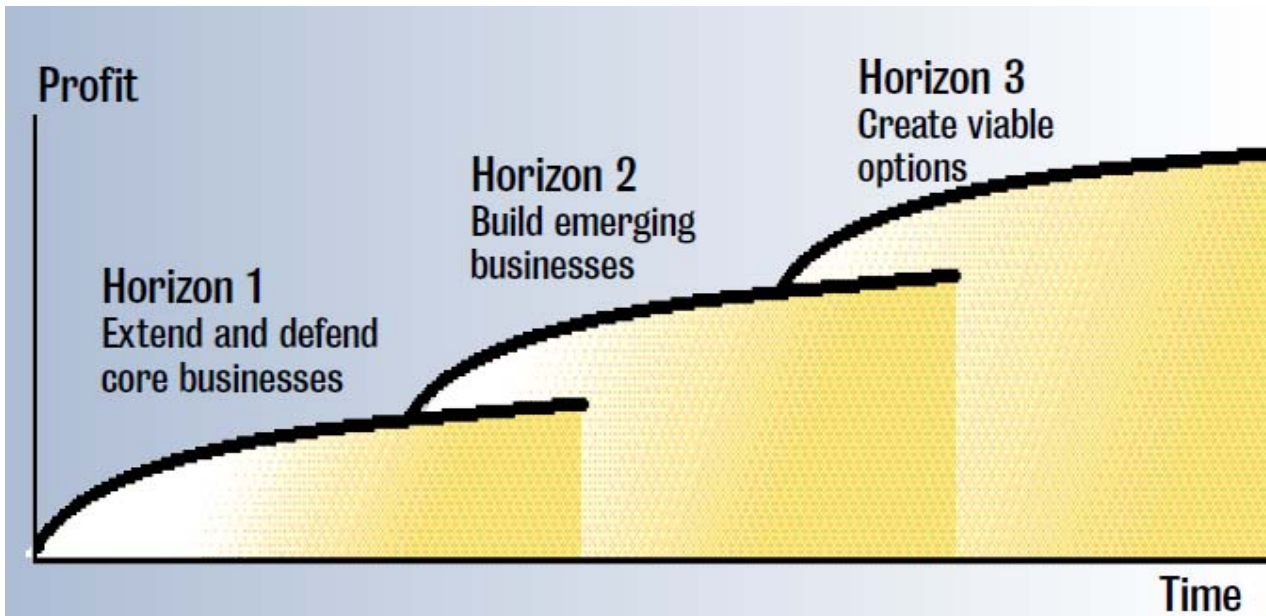 Profit
Horizon 3
Create viable
options
Horizon 2
Build emerging
businesses
Horizon 1
Extend and defend
core businesses
Time